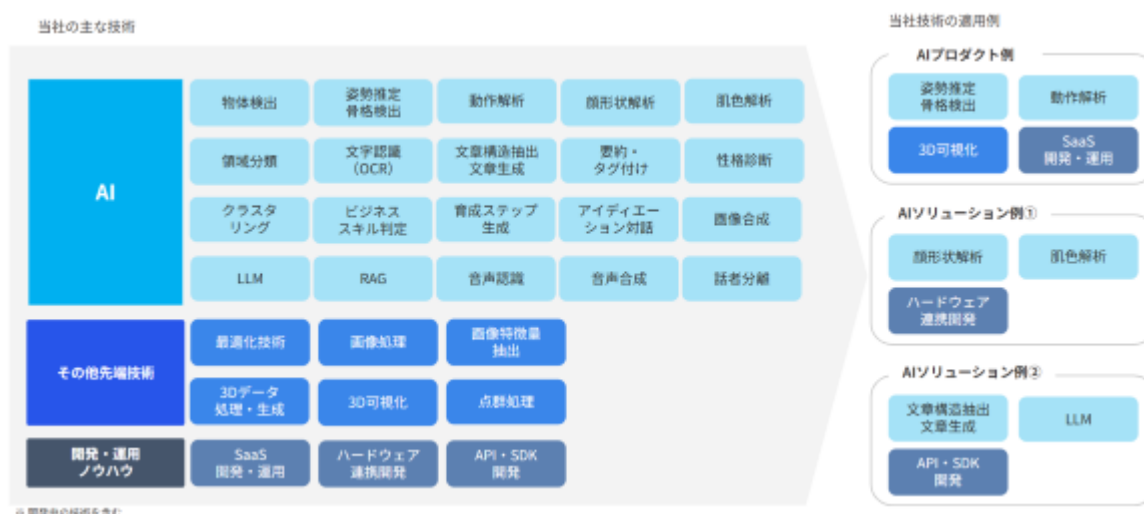 当社の主な技術
AI
物体検出
姿勢推定
骨格検出
動作解析
顔形状解析
肌色解析
領域分類
文字認識
(OCR)
文章構造抽出
文章生成
要約・
タグ付け
性格診断
クラスタ
リング
ビジネス
スキル判定
育成ステップ
生成
アイディエー
ション対話
画像合成
LLM
RAG
音声認識
音声合成
話者分離
その他先端技術
最適化技術
画像処理
画像特徴量
抽出
3Dデータ
処理・生成
3D可視化
点群処理
開発・運用
ノウハウ
SaaS
開発・運用
ハードウェア
連携開発
API・SDK
開発
※ 開発中の技術を含む
当社技術の適用例
AIプロダクト例
姿勢推定
骨格検出
動作解析
3D可視化
SaaS
開発・運用
AIソリューション例①
顔形状解析
肌色解析
ハードウェア
連携開発
AIソリューション例②
文章構造抽出
文章生成
LLM
API・SDK
開発